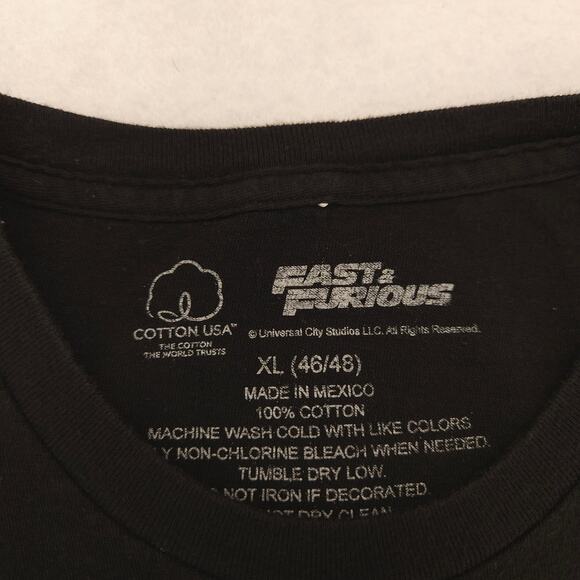 FAST &
FURIOUS
COTTON USA™
THE COTTON
THE WORLD TRUSTS
© Universal City Studios LLC. All Rights Reserved.
XL (46/48)
MADE IN MEXICO
100% COTTON
MACHINE WASH COLD WITH LIKE COLORS
NON-CHLORINE BLEACH WHEN NEEDED.
TUMBLE DRY LOW.
NOT IRON IF DECORATED.
DRY CLEAN